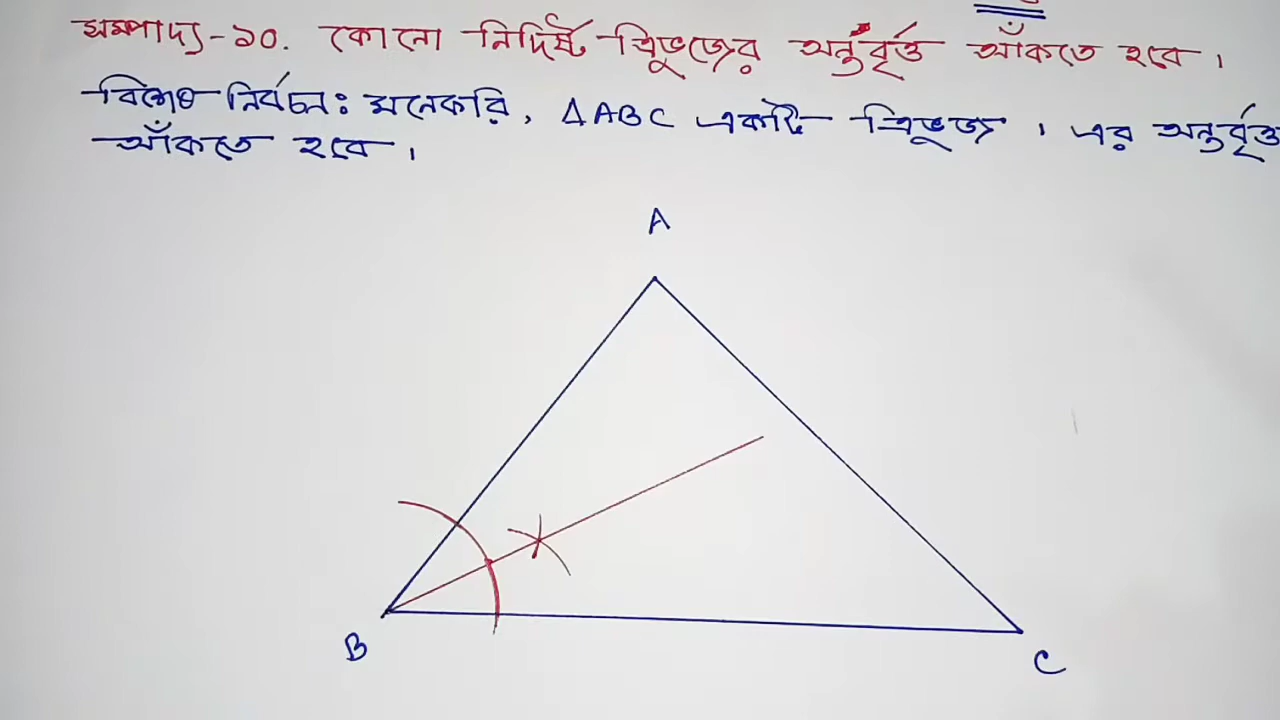 সম্পাদ্য-১০. কোনো নির্দিষ্ট ত্রিভুজের অন্তর্বৃত্ত আঁকতে হবে।
বিশেষ নির্বচন: মনেকরি, ΔABC একটি ত্রিভুজ। এর অন্তর্বৃত্ত
আঁকতে হবে।
A
B
C